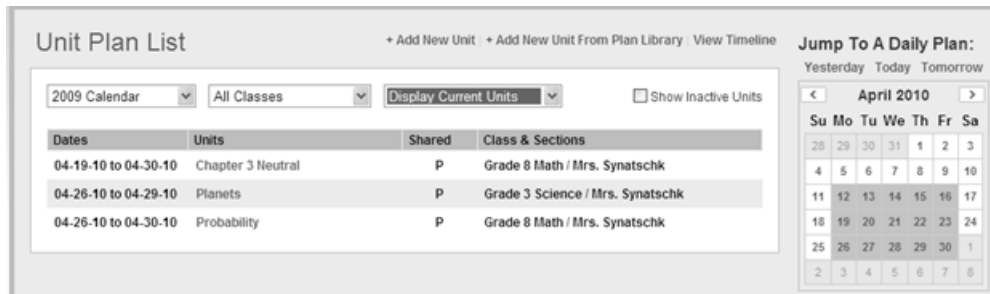 Unit Plan List
+ Add New Unit | + Add New Unit From Plan Library | View Timeline
2009 Calendar All Classes Display Current Units Show Inactive Units
Dates Units Shared Class & Sections
04-19-10 to 04-30-10 Chapter 3 Neutral P Grade 8 Math / Mrs. Synatschk
04-26-10 to 04-29-10 Planets P Grade 3 Science / Mrs. Synatschk
04-26-10 to 04-30-10 Probability P Grade 8 Math / Mrs. Synatschk
Jump To A Daily Plan:
Yesterday Today Tomorrow
< April 2010 >
Su Mo Tu We Th Fr Sa
28 29 30 31 1 2 3
4 5 6 7 8 9 10
11 12 13 14 15 16 17
18 19 20 21 22 23 24
25 26 27 28 29 30 1
2 3 4 5 6 7 8